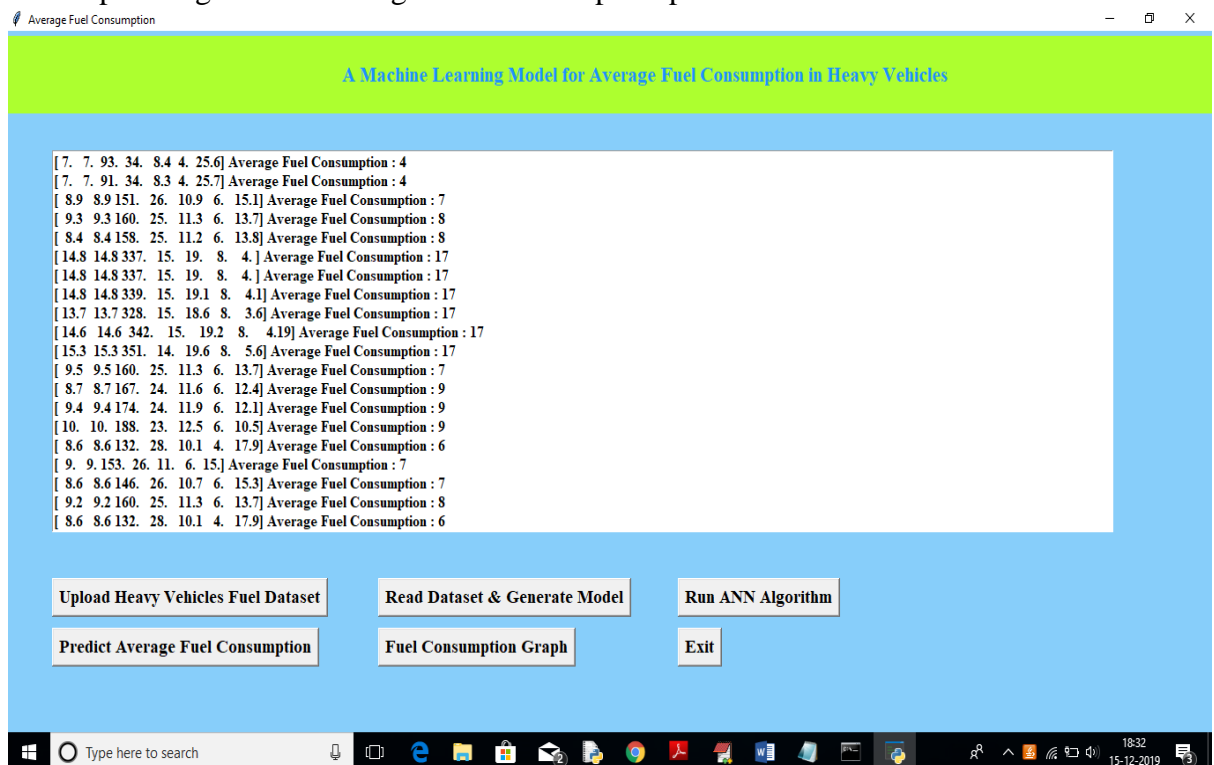 Average Fuel Consumption
A Machine Learning Model for Average Fuel Consumption in Heavy Vehicles
[ 7. 7. 93. 34. 8.4 4. 25.6] Average Fuel Consumption : 4
[ 7. 7. 91. 34. 8.3 4. 25.7] Average Fuel Consumption : 4
[ 8.9 8.9 151. 26. 10.9 6. 15.1] Average Fuel Consumption : 7
[ 9.3 9.3 160. 25. 11.3 6. 13.7] Average Fuel Consumption : 8
[ 8.4 8.4 158. 25. 11.2 6. 13.8] Average Fuel Consumption : 8
[14.8 14.8 337. 15. 19. 8. 4. ] Average Fuel Consumption : 17
[14.8 14.8 337. 15. 19. 8. 4. ] Average Fuel Consumption : 17
[14.8 14.8 339. 15. 19.1 8. 4.1] Average Fuel Consumption : 17
[13.7 13.7 328. 15. 18.6 8. 3.6] Average Fuel Consumption : 17
[14.6 14.6 342. 15. 19.2 8. 4.19] Average Fuel Consumption : 17
[15.3 15.3 351. 14. 19.6 8. 5.6] Average Fuel Consumption : 17
[ 9.5 9.5 160. 25. 11.3 6. 13.7] Average Fuel Consumption : 7
[ 8.7 8.7 167. 24. 11.6 6. 12.4] Average Fuel Consumption : 9
[ 9.4 9.4 174. 24. 11.9 6. 12.1] Average Fuel Consumption : 9
[10. 10. 188. 23. 12.5 6. 10.5] Average Fuel Consumption : 9
[ 8.6 8.6 132. 28. 10.1 4. 17.9] Average Fuel Consumption : 6
[ 9. 9. 153. 26. 11. 6. 15.] Average Fuel Consumption : 7
[ 8.6 8.6 146. 26. 10.7 6. 15.3] Average Fuel Consumption : 7
[ 9.2 9.2 160. 25. 11.3 6. 13.7] Average Fuel Consumption : 8
[ 8.6 8.6 132. 28. 10.1 4. 17.9] Average Fuel Consumption : 6
Upload Heavy Vehicles Fuel Dataset
Read Dataset & Generate Model
Run ANN Algorithm
Predict Average Fuel Consumption
Fuel Consumption Graph
Exit
Type here to search
18:32
15-12-2019